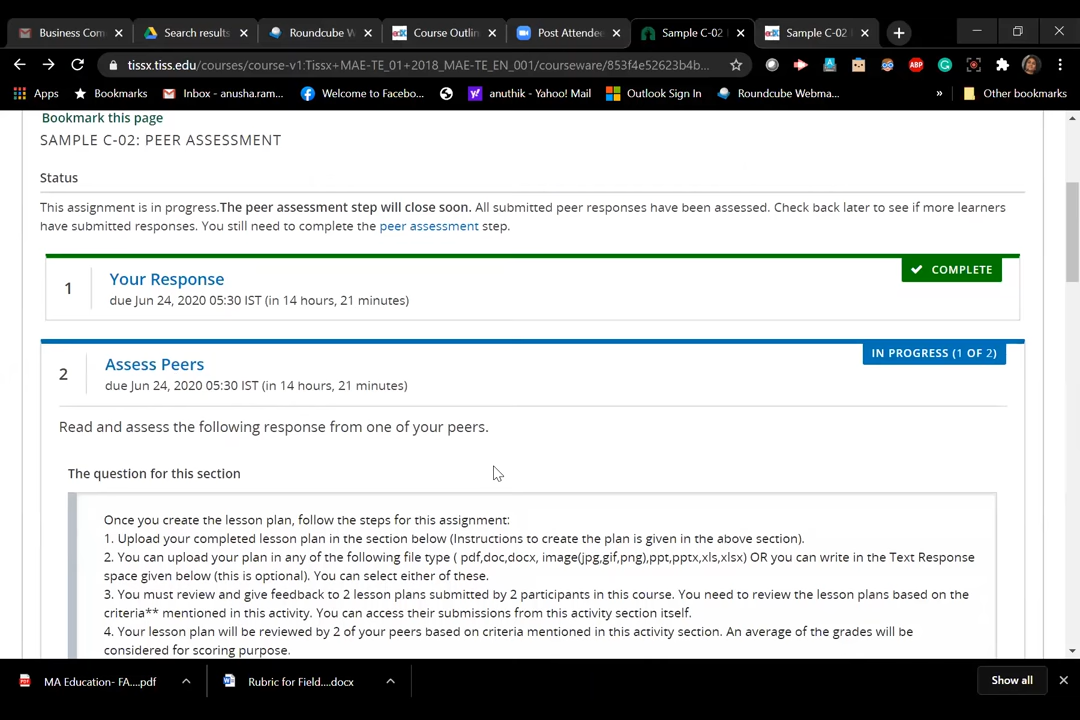 Business Com
Search results
Roundcube W
Course Outlin
Post Attende
Sample C-02
Sample C-02
tissx.tiss.edu/courses/course-v1:Tissx+MAE-TE_01+2018_MAE-TE_EN_001/courseware/853f4e52623b4b...
Apps
Bookmarks
Inbox - anusha.ram...
Welcome to Facebo...
anuthik - Yahoo! Mail
Outlook Sign In
Roundcube Webma...
»
Other bookmarks
Bookmark this page
SAMPLE C-02: PEER ASSESSMENT
Status
This assignment is in progress.The peer assessment step will close soon. All submitted peer responses have been assessed. Check back later to see if more learners
have submitted responses. You still need to complete the peer assessment step.
1
Your Response
due Jun 24, 2020 05:30 IST (in 14 hours, 21 minutes)
COMPLETE
2
Assess Peers
due Jun 24, 2020 05:30 IST (in 14 hours, 21 minutes)
IN PROGRESS (1 OF 2)
Read and assess the following response from one of your peers.
The question for this section
Once you create the lesson plan, follow the steps for this assignment:
1. Upload your completed lesson plan in the section below (Instructions to create the plan is given in the above section).
2. You can upload your plan in any of the following file type ( pdf,doc,docx, image(jpg,gif,png),ppt,pptx,xls,xlsx) OR you can write in the Text Response
space given below (this is optional). You can select either of these.
3. You must review and give feedback to 2 lesson plans submitted by 2 participants in this course. You need to review the lesson plans based on the
criteria** mentioned in this activity. You can access their submissions from this activity section itself.
4. Your lesson plan will be reviewed by 2 of your peers based on criteria mentioned in this activity section. An average of the grades will be
considered for scoring purpose.
MA Education- FA....pdf
Rubric for Field....docx
Show all